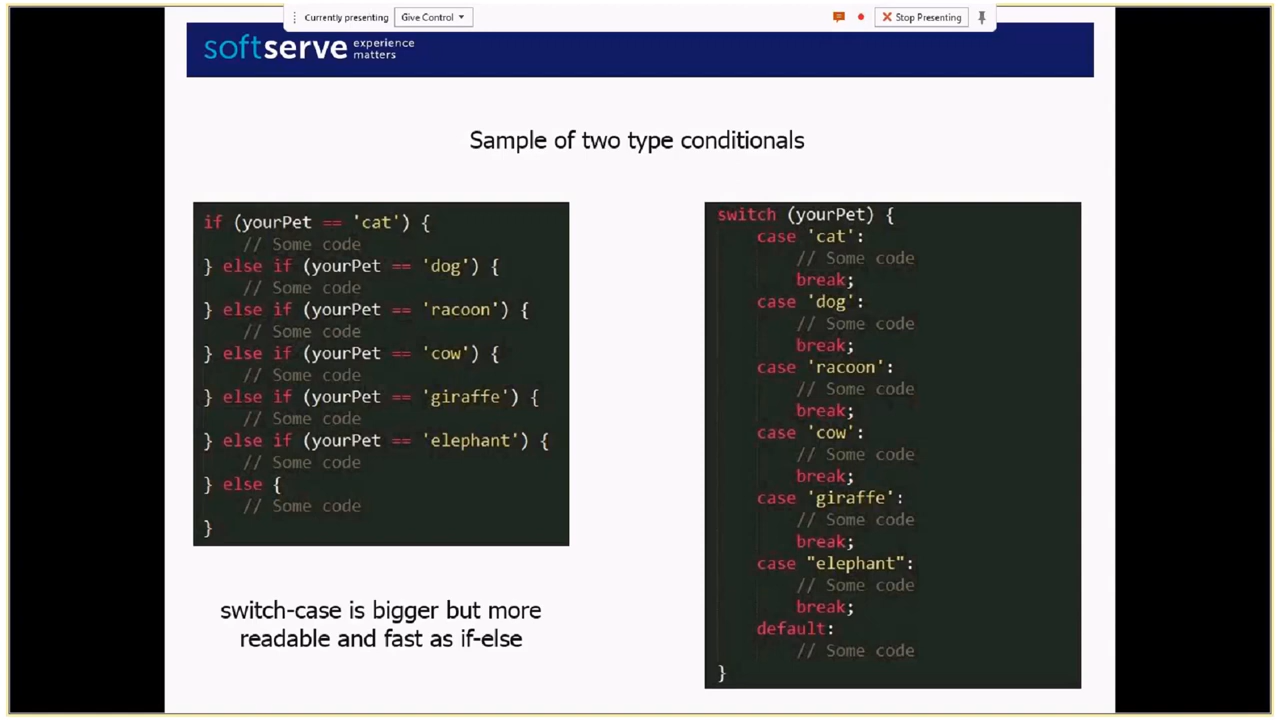 Currently presenting
Give Control
Stop Presenting
softserve experience matters
Sample of two type conditionals
if (yourPet == 'cat') {
// Some code
} else if (yourPet == 'dog') {
// Some code
} else if (yourPet == 'racoon') {
// Some code
} else if (yourPet == 'cow') {
// Some code
} else if (yourPet == 'giraffe') {
// Some code
} else if (yourPet == 'elephant') {
// Some code
} else {
// Some code
}
switch-case is bigger but more
readable and fast as if-else
switch (yourPet) {
case 'cat':
// Some code
break;
case 'dog':
// Some code
break;
case 'racoon':
// Some code
break;
case 'cow':
// Some code
break;
case 'giraffe':
// Some code
break;
case "elephant":
// Some code
break;
default:
// Some code
}